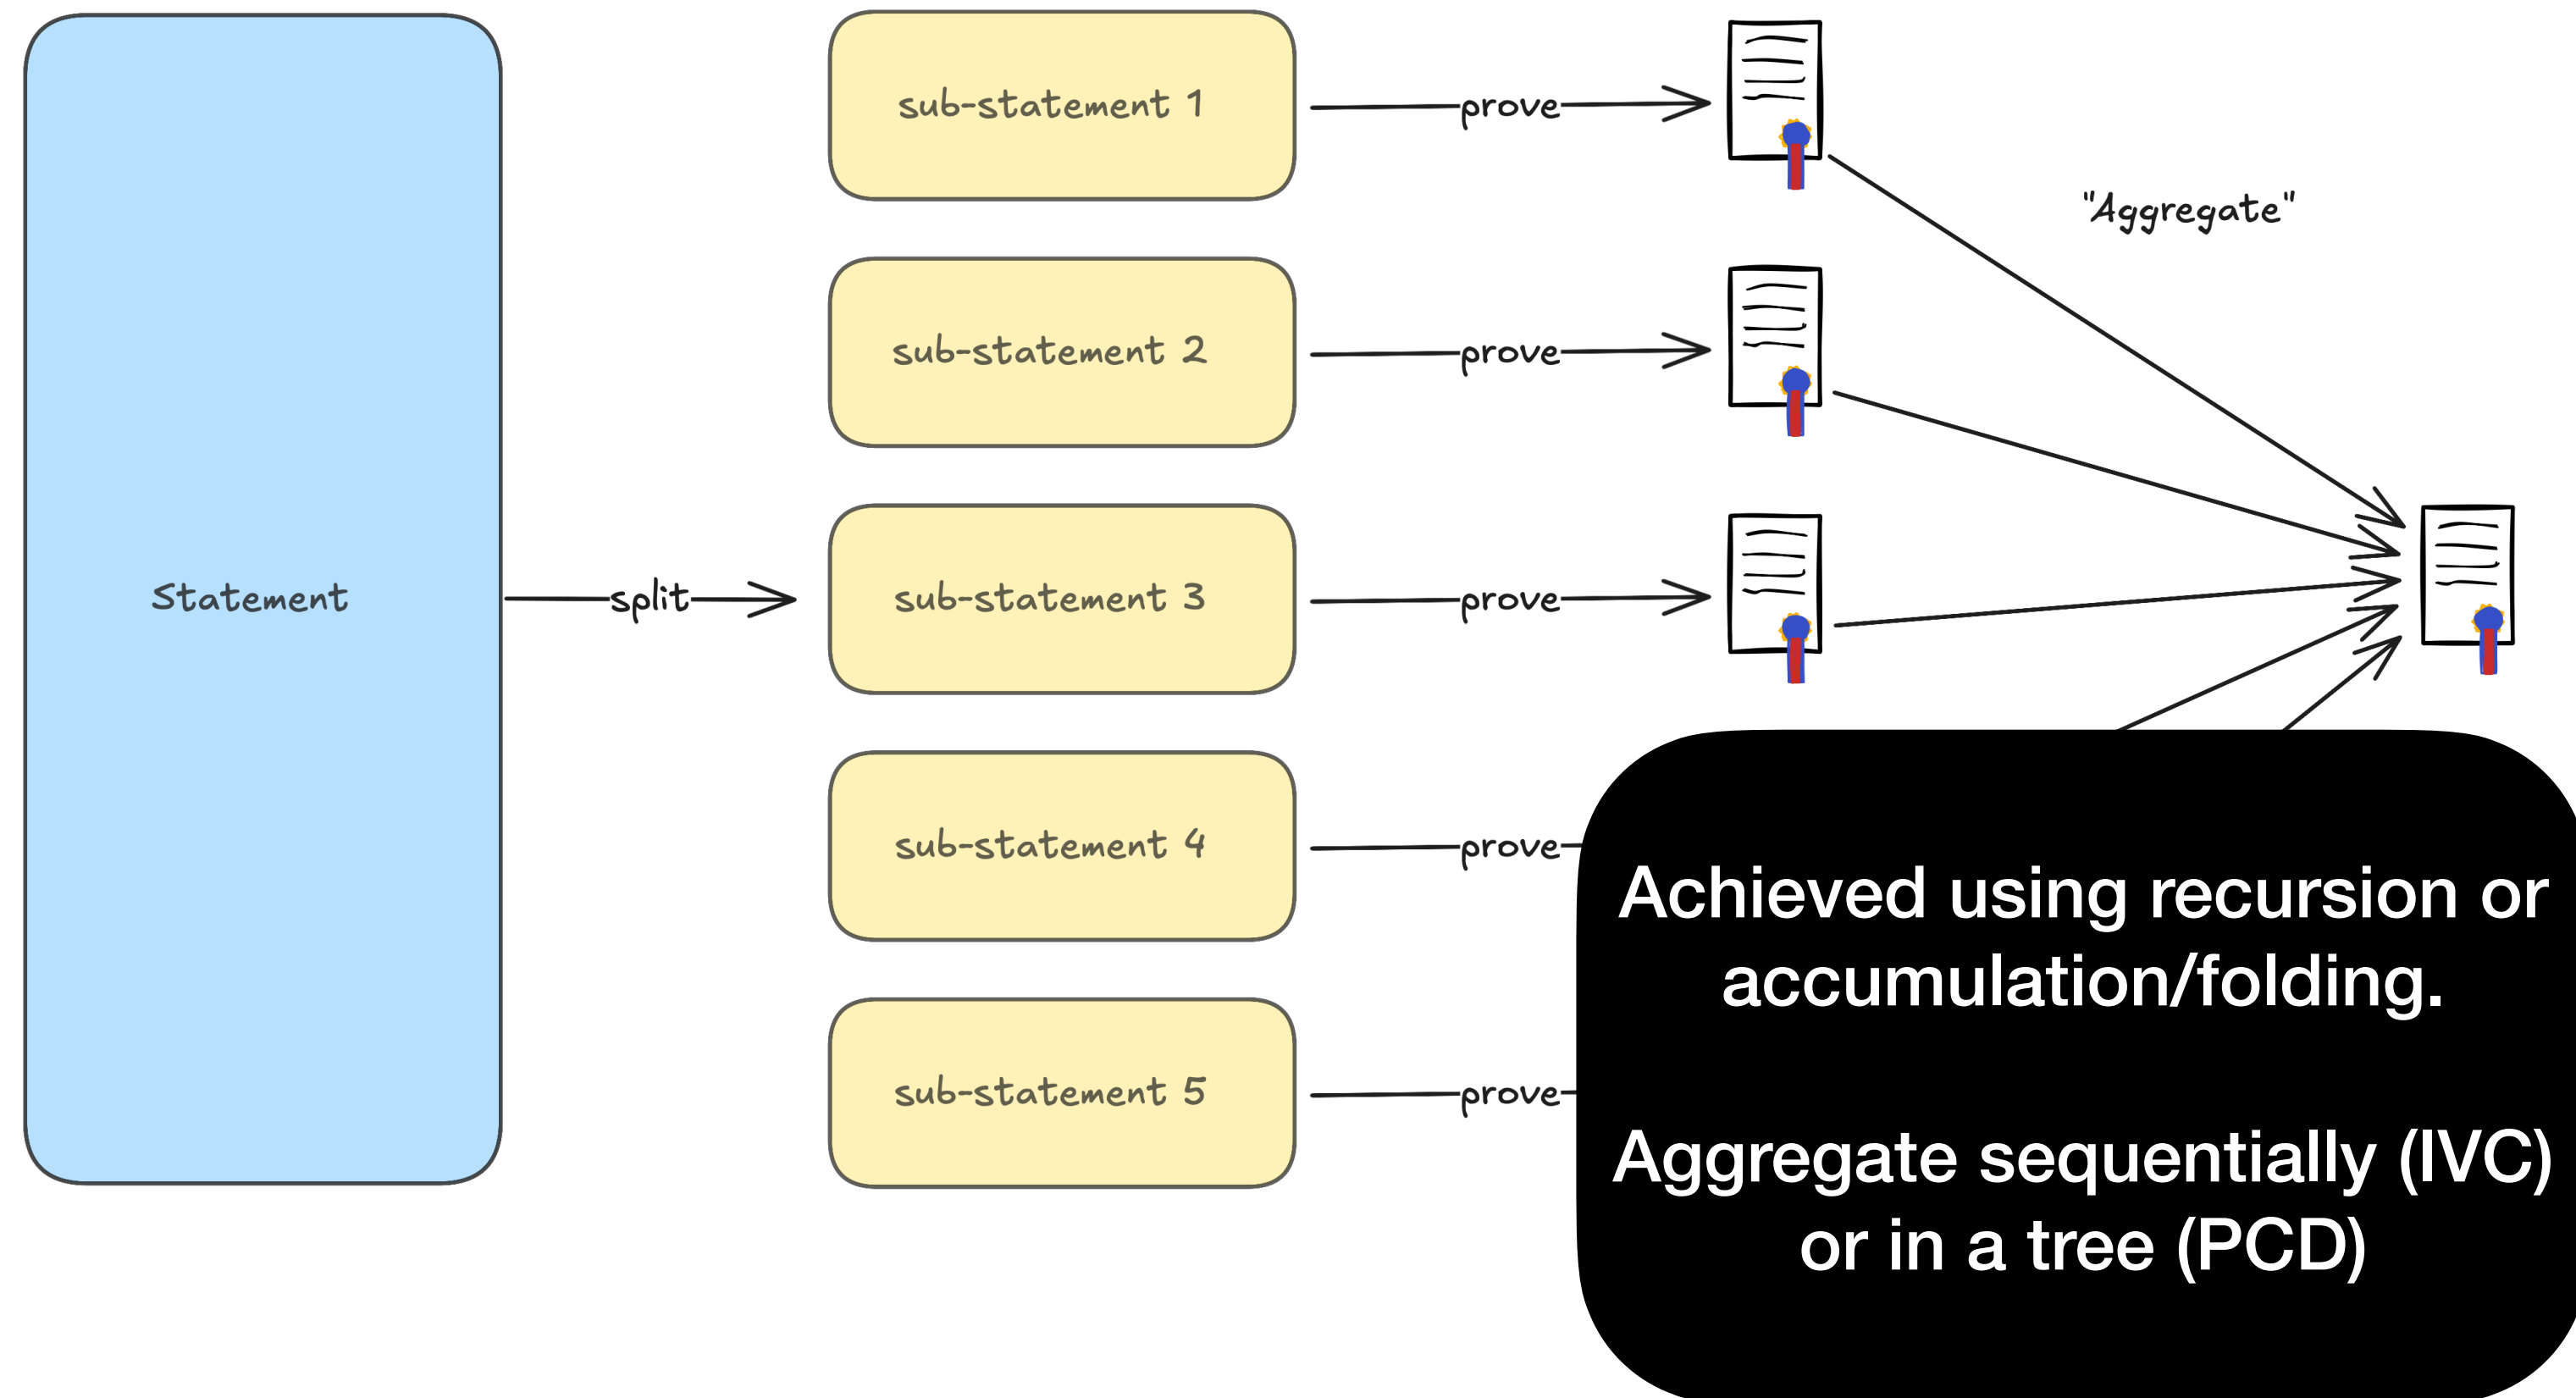 sub-statement 1
prove
"Aggregate"
sub-statement 2
prove
Statement
split
sub-statement 3
prove
sub-statement 4
prove
sub-statement 5
prove
Achieved using recursion or
accumulation/folding.
Aggregate sequentially (IVC)
or in a tree (PCD)